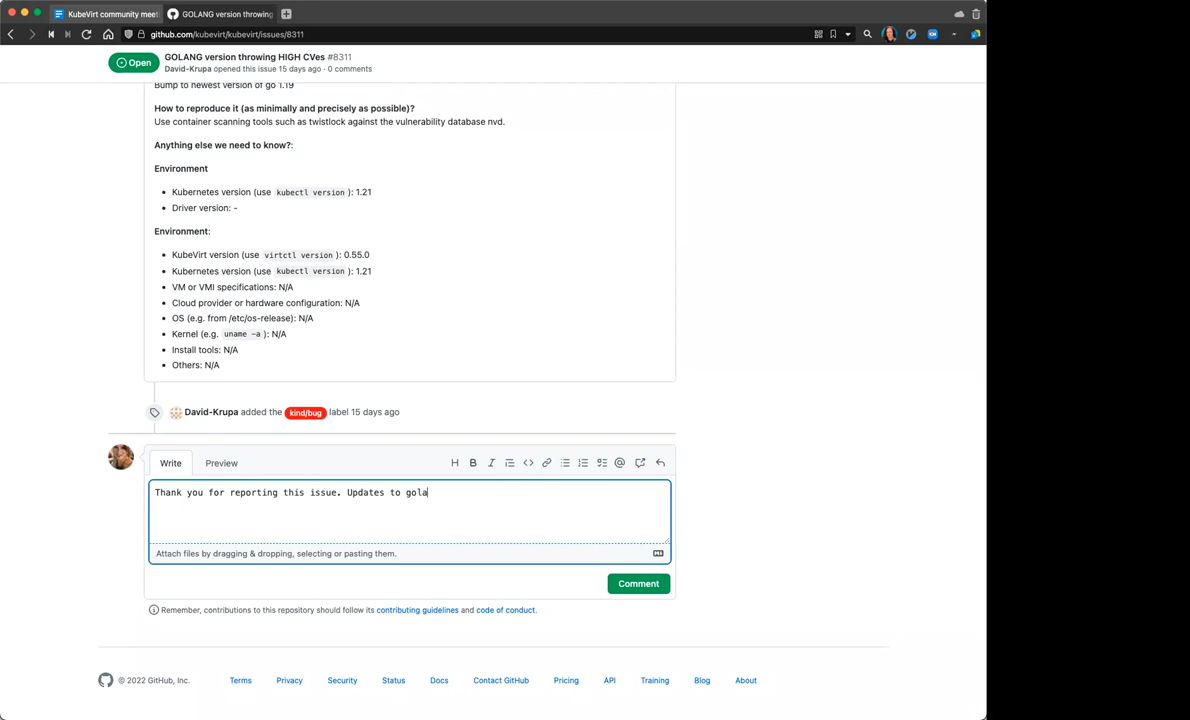 KubeVirt community meet
GOLANG version throwing
github.com/kubevirt/kubevirt/issues/8311
Open
GOLANG version throwing HIGH CVEs #8311
David-Krupa opened this issue 15 days ago · 0 comments
Bump to newest version of go 1.19
How to reproduce it (as minimally and precisely as possible)?
Use container scanning tools such as twistlock against the vulnerability database nvd.
Anything else we need to know?:
Environment
Kubernetes version (use kubectl version): 1.21
Driver version: -
Environment:
KubeVirt version (use virtctl version): 0.55.0
Kubernetes version (use kubectl version): 1.21
VM or VMI specifications: N/A
Cloud provider or hardware configuration: N/A
OS (e.g. from /etc/os-release): N/A
Kernel (e.g. uname -a): N/A
Install tools: N/A
Others: N/A
David-Krupa added the kind/bug label 15 days ago
Write
Preview
Thank you for reporting this issue. Updates to gola
Attach files by dragging & dropping, selecting or pasting them.
Comment
Remember, contributions to this repository should follow its contributing guidelines and code of conduct.
© 2022 GitHub, Inc.
Terms
Privacy
Security
Status
Docs
Contact GitHub
Pricing
API
Training
Blog
About